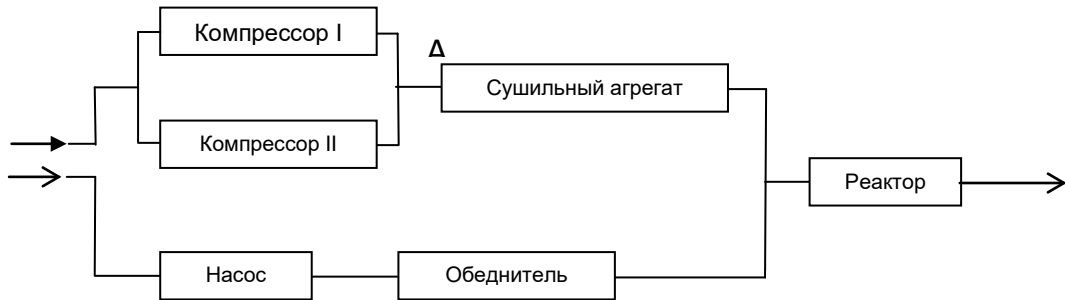 Компрессор I
Δ
Сушильный агрегат
Компрессор II
Реактор
Насос
Обеднитель